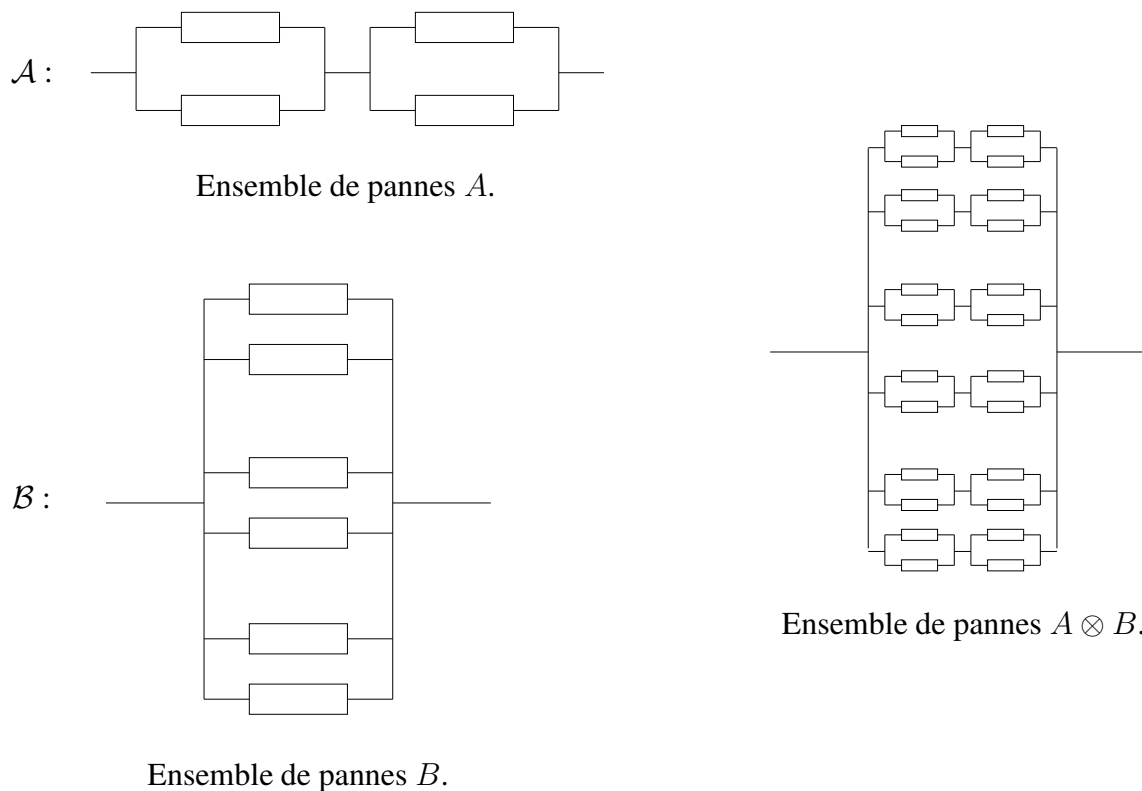 𝒜 :
Ensemble de pannes A.
ℬ :
Ensemble de pannes B.
Ensemble de pannes A ⊗ B.